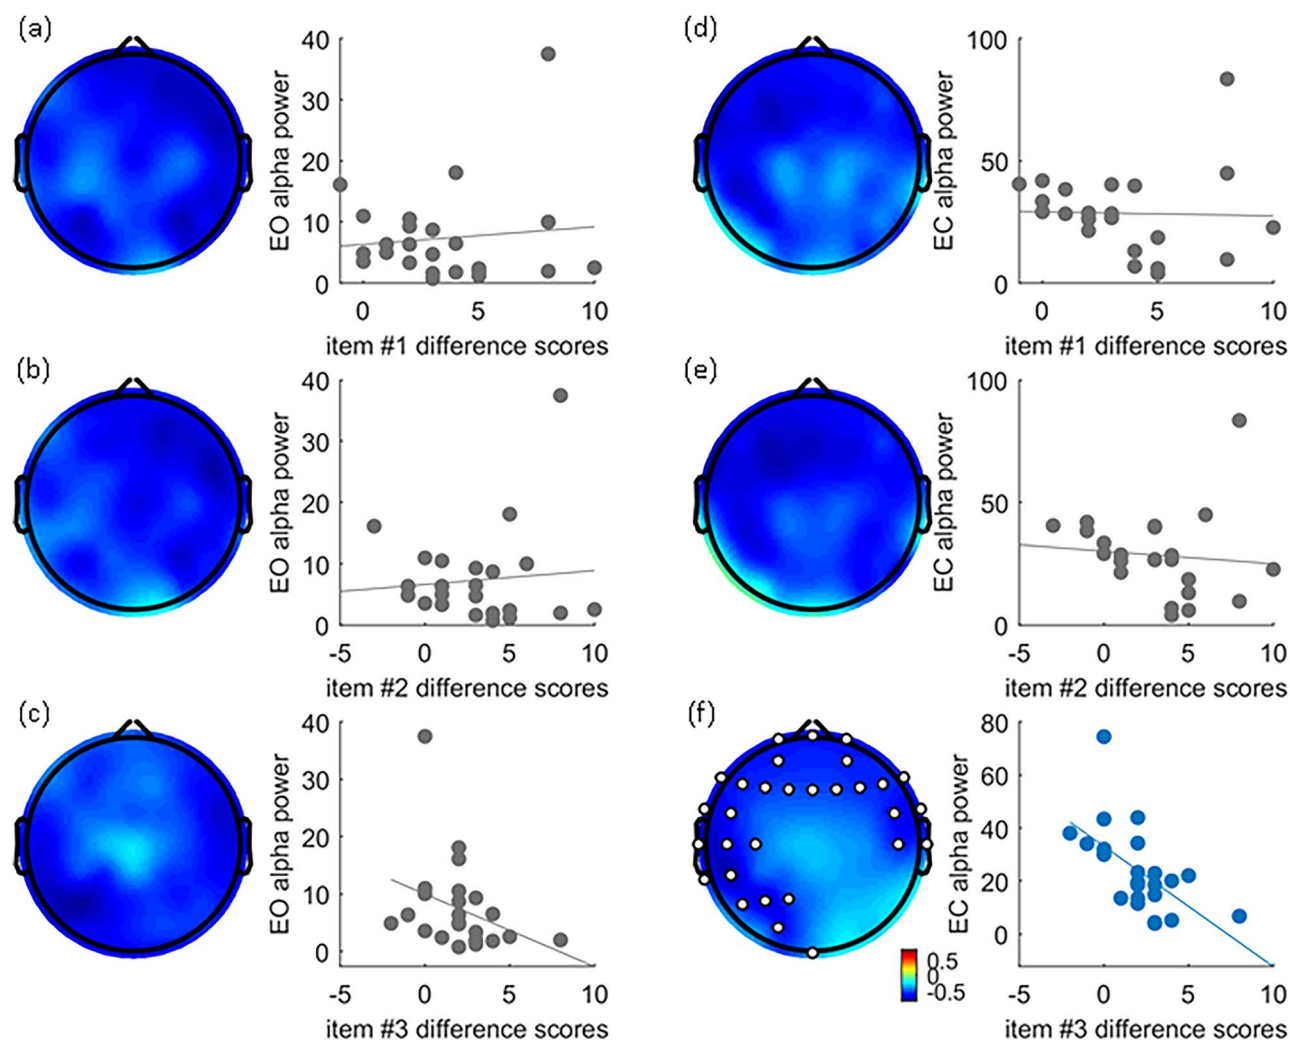 (a)
EO alpha power
40
30
20
10
0
0 5 10
item #1 difference scores
(d)
EC alpha power
100
50
0
0 5 10
item #1 difference scores
(b)
EO alpha power
40
30
20
10
0
-5 0 5 10
item #2 difference scores
(e)
EC alpha power
100
50
0
-5 0 5 10
item #2 difference scores
(c)
EO alpha power
40
30
20
10
0
-5 0 5 10
item #3 difference scores
(f)
0.5
0
-0.5
EC alpha power
80
60
40
20
0
-5 0 5 10
item #3 difference scores